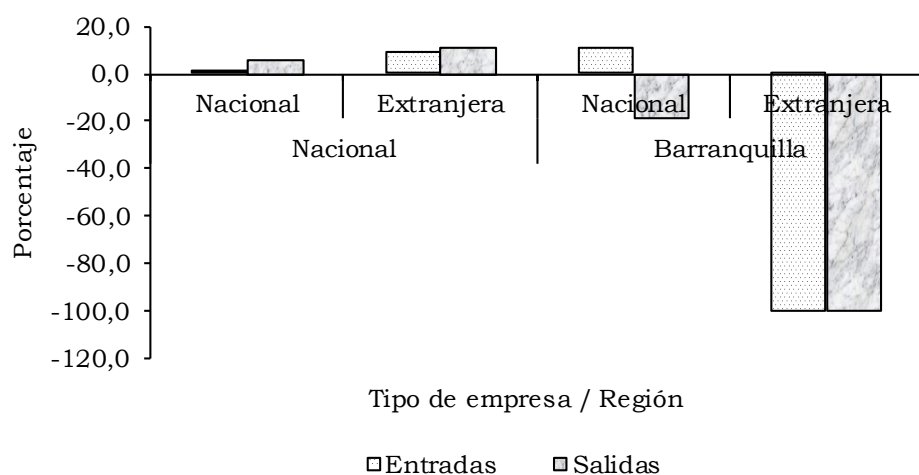 Porcentaje
20,0
0,0
-20,0
-40,0
-60,0
-80,0
-100,0
-120,0
Nacional Extranjera Nacional Extranjera
Nacional Barranquilla
Tipo de empresa / Región
Entradas Salidas